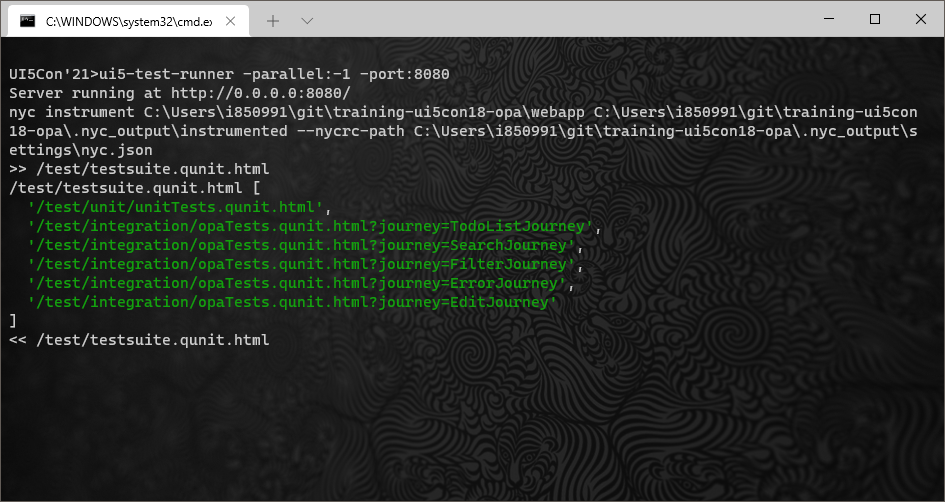 C:\WINDOWS\system32\cmd.ex
UI5Con'21>ui5-test-runner -parallel:-1 -port:8080
Server running at http://0.0.0.0:8080/
nyc instrument C:\Users\i850991\git\training-ui5con18-opa\webapp C:\Users\i850991\git\training-ui5con
18-opa\.nyc_output\instrumented --nycrc-path C:\Users\i850991\git\training-ui5con18-opa\.nyc_output\s
ettings\nyc.json
>> /test/testsuite.qunit.html
/test/testsuite.qunit.html [
  '/test/unit/unitTests.qunit.html',
  '/test/integration/opaTests.qunit.html?journey=TodoListJourney',
  '/test/integration/opaTests.qunit.html?journey=SearchJourney',
  '/test/integration/opaTests.qunit.html?journey=FilterJourney',
  '/test/integration/opaTests.qunit.html?journey=ErrorJourney',
  '/test/integration/opaTests.qunit.html?journey=EditJourney'
]
<< /test/testsuite.qunit.html